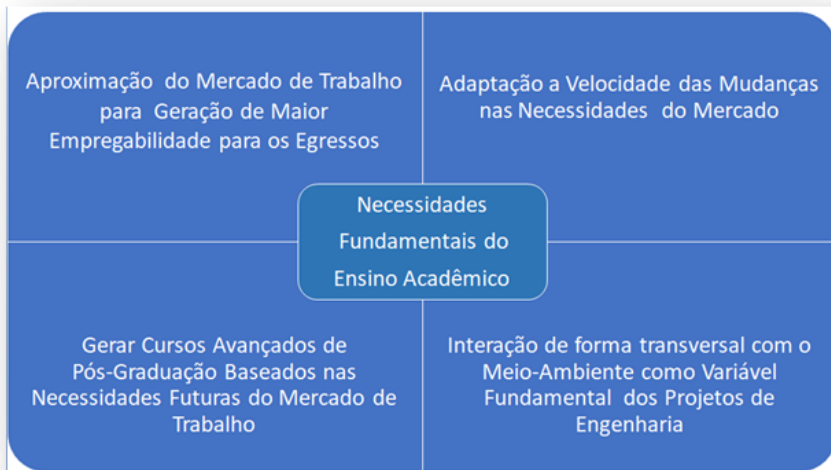 Aproximação do Mercado de Trabalho
para Geração de Maior
Empregabilidade para os Egressos
Adaptação a Velocidade das Mudanças
nas Necessidades do Mercado
Necessidades
Fundamentais do
Ensino Acadêmico
Gerar Cursos Avançados de
Pós-Graduação Baseados nas
Necessidades Futuras do Mercado de
Trabalho
Interação de forma transversal com o
Meio-Ambiente como Variável
Fundamental dos Projetos de
Engenharia